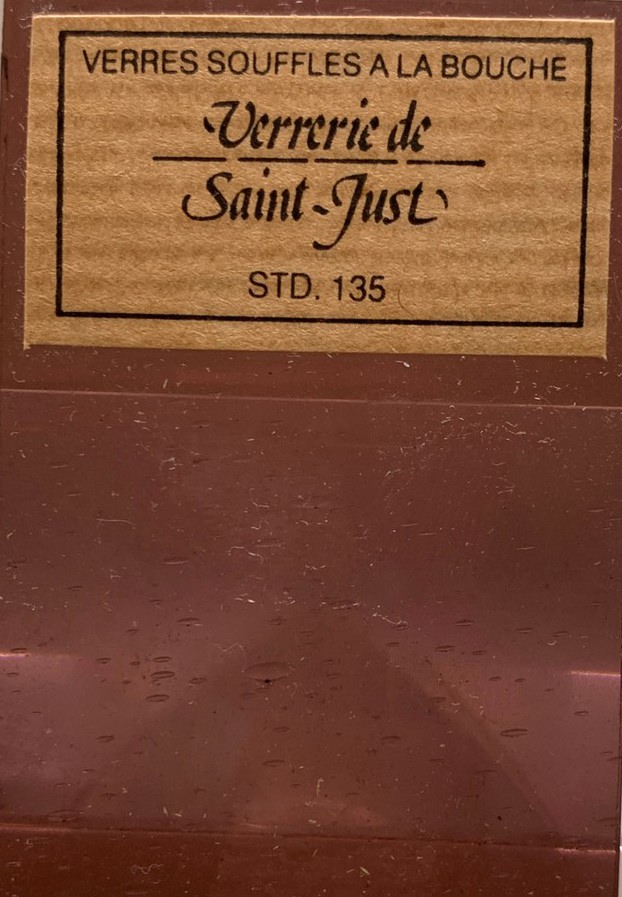 VERRES SOUFFLES A LA BOUCHE
Verrerie de
Saint-Just
STD. 135